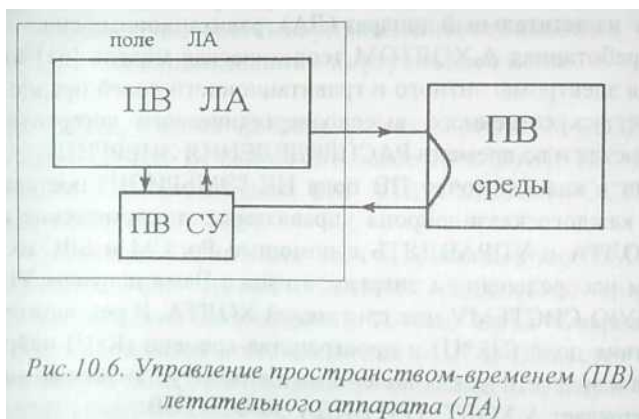 поле ЛА
ПВ ЛА
ПВ
среды
ПВ СУ
Рис.10.6. Управление пространством-временем (ПВ)
летательного аппарата (ЛА)